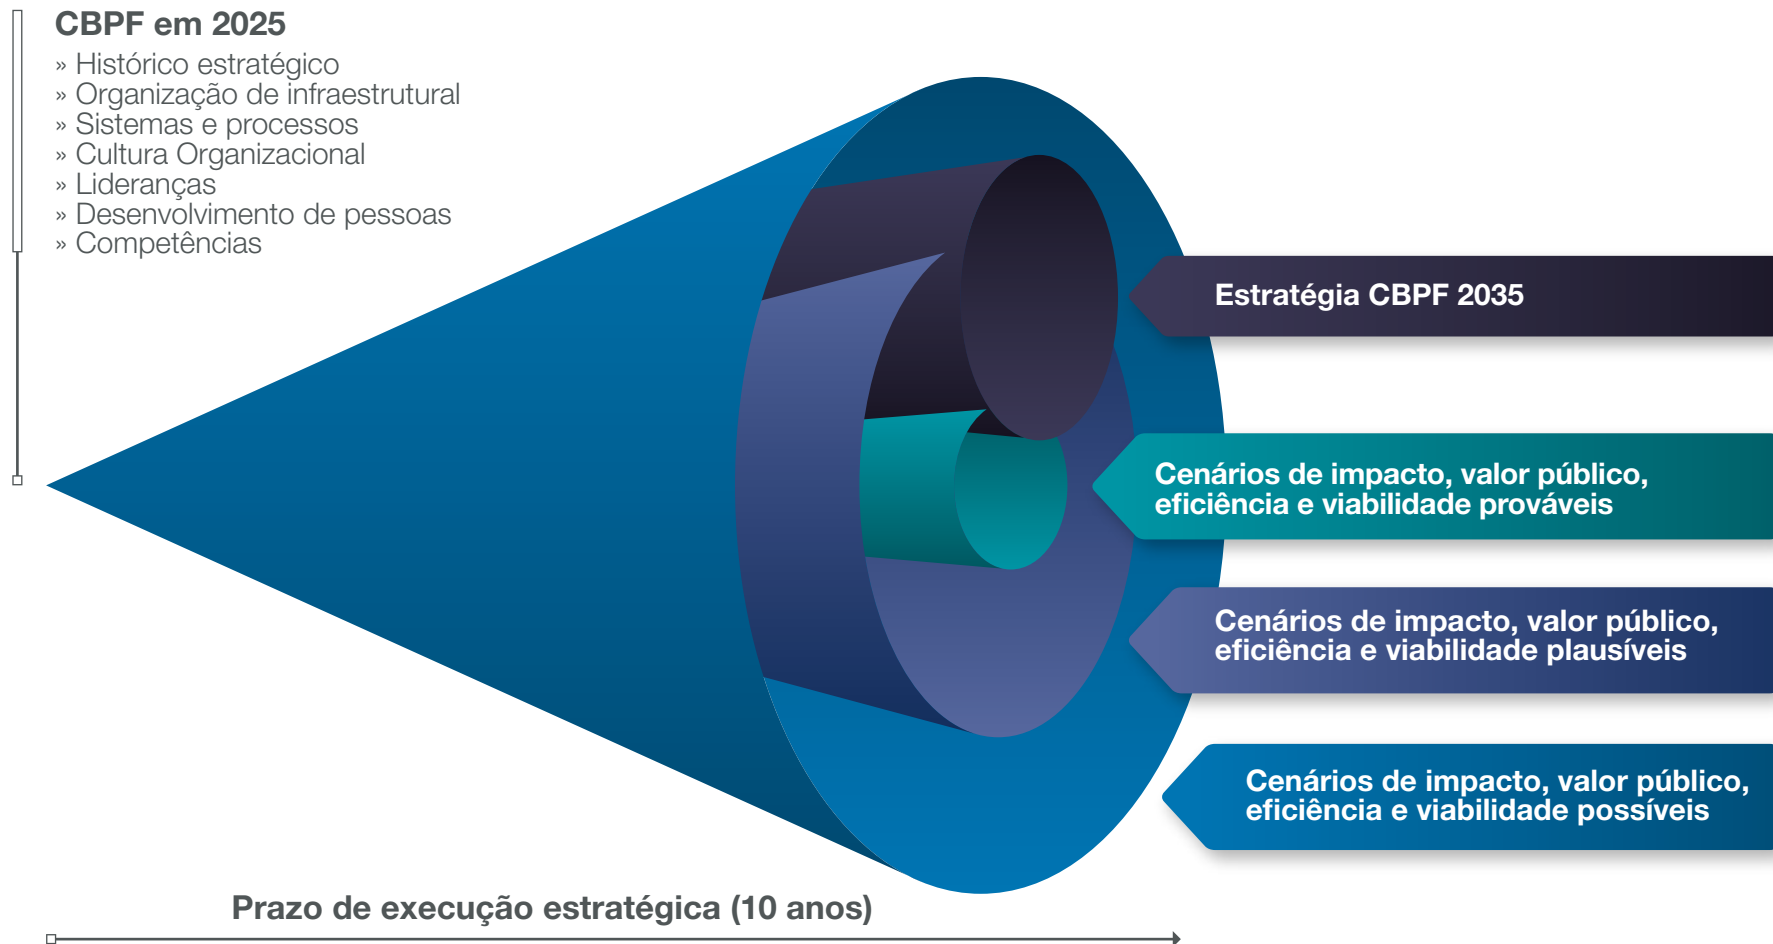 CBPF em 2025
» Histórico estratégico
» Organização de infraestrutural
» Sistemas e processos
» Cultura Organizacional
» Lideranças
» Desenvolvimento de pessoas
» Competências
Estratégia CBPF 2035
Cenários de impacto, valor público,
eficiência e viabilidade prováveis
Cenários de impacto, valor público,
eficiência e viabilidade plausíveis
Cenários de impacto, valor público,
eficiência e viabilidade possíveis
Prazo de execução estratégica (10 anos)